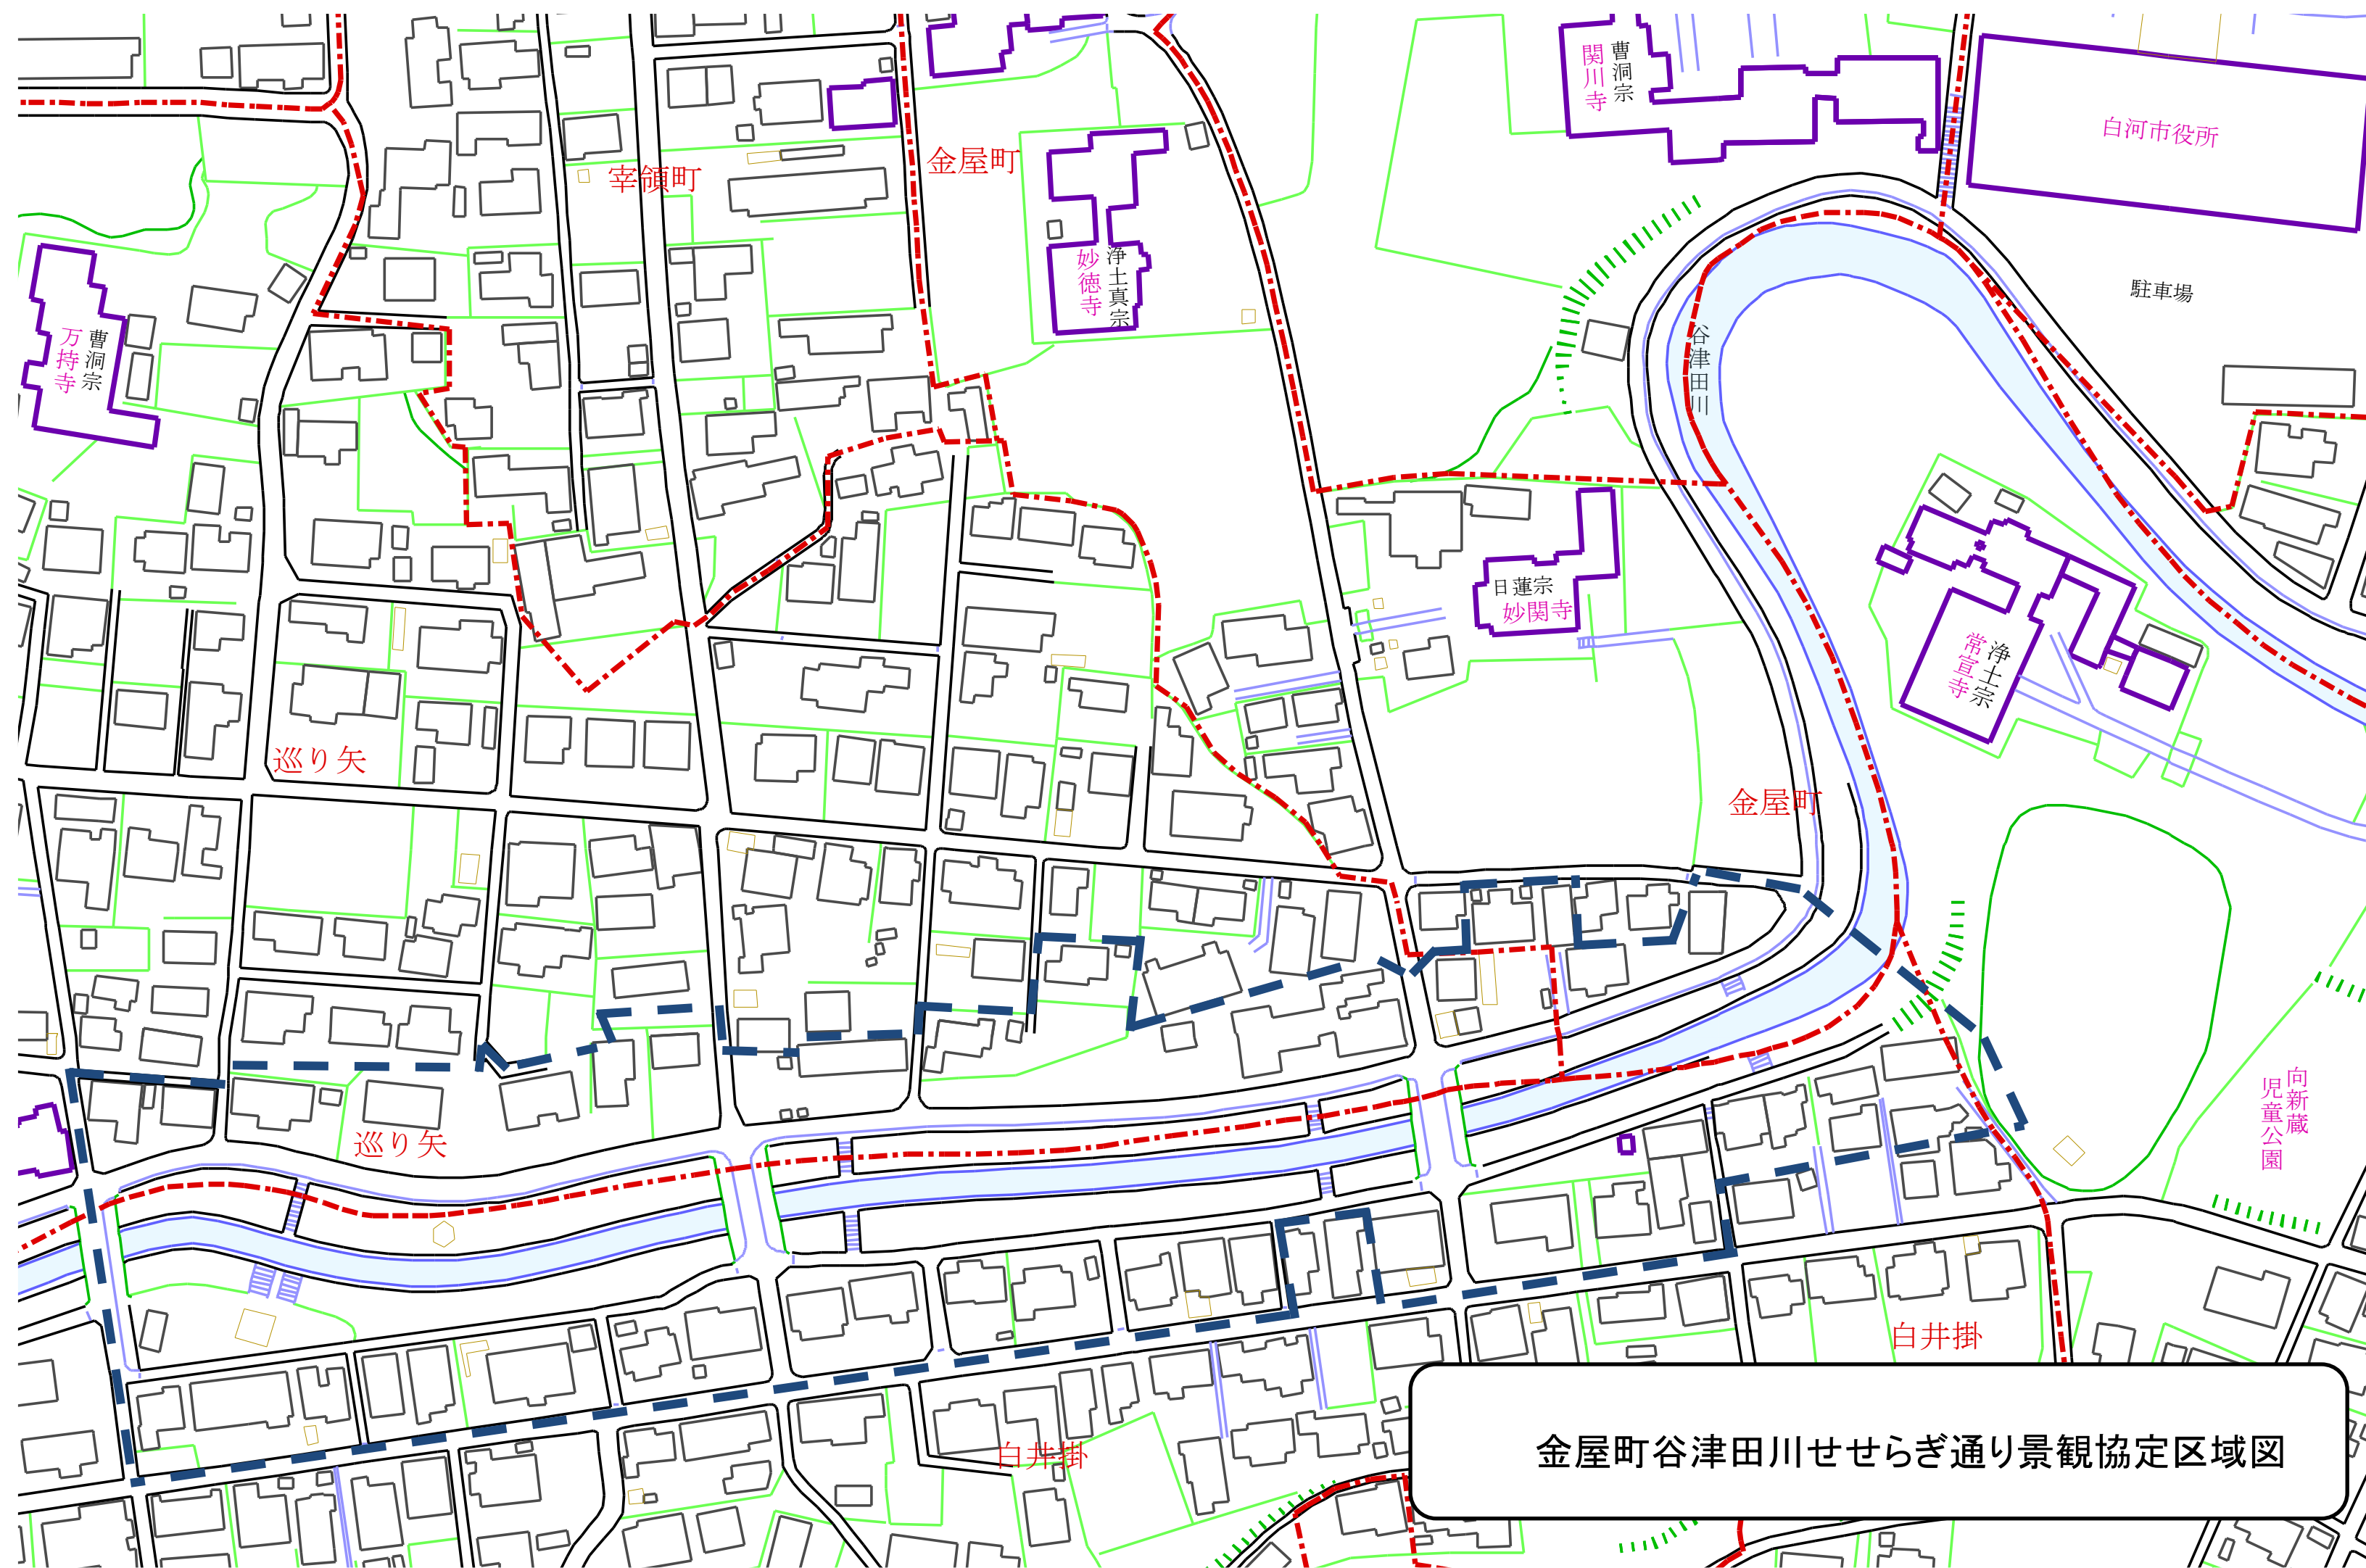 曹洞宗
関川寺
白河市役所
金屋町
宰領町
浄土真宗
妙徳寺
駐車場
谷津田川
曹洞宗
万持寺
日蓮宗
妙関寺
浄土宗
常宣寺
巡り矢
金屋町
向新蔵
児童公園
巡り矢
白井掛
白井掛
金屋町谷津田川せせらぎ通り景観協定区域図